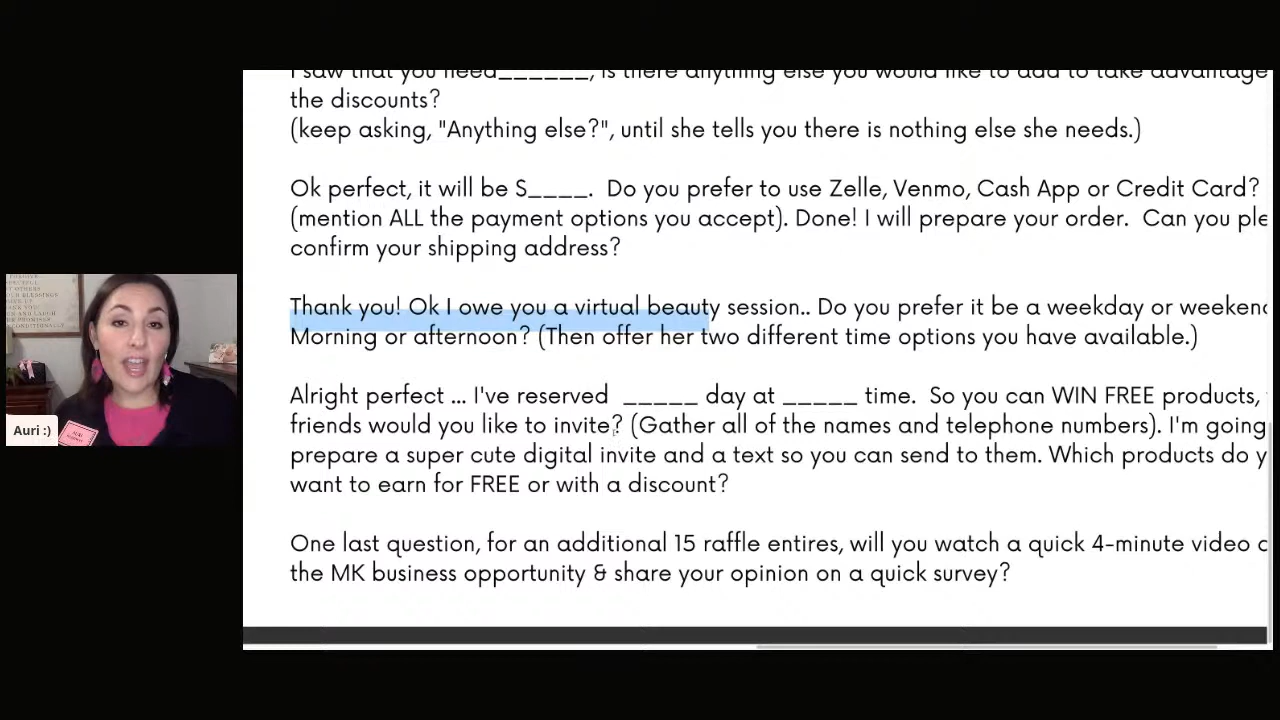 I saw that you need______, is there anything else you would like to add to take advantage
the discounts?
(keep asking, "Anything else?", until she tells you there is nothing else she needs.)
Ok perfect, it will be S____.  Do you prefer to use Zelle, Venmo, Cash App or Credit Card?
(mention ALL the payment options you accept). Done! I will prepare your order.  Can you ple
confirm your shipping address?
Thank you! Ok I owe you a virtual beauty session.. Do you prefer it be a weekday or weekend
Morning or afternoon? (Then offer her two different time options you have available.)
Alright perfect ... I've reserved  _____ day at _____ time.  So you can WIN FREE products,
friends would you like to invite? (Gather all of the names and telephone numbers). I'm going
prepare a super cute digital invite and a text so you can send to them. Which products do y
want to earn for FREE or with a discount?
One last question, for an additional 15 raffle entires, will you watch a quick 4-minute video
the MK business opportunity & share your opinion on a quick survey?
Auri :)